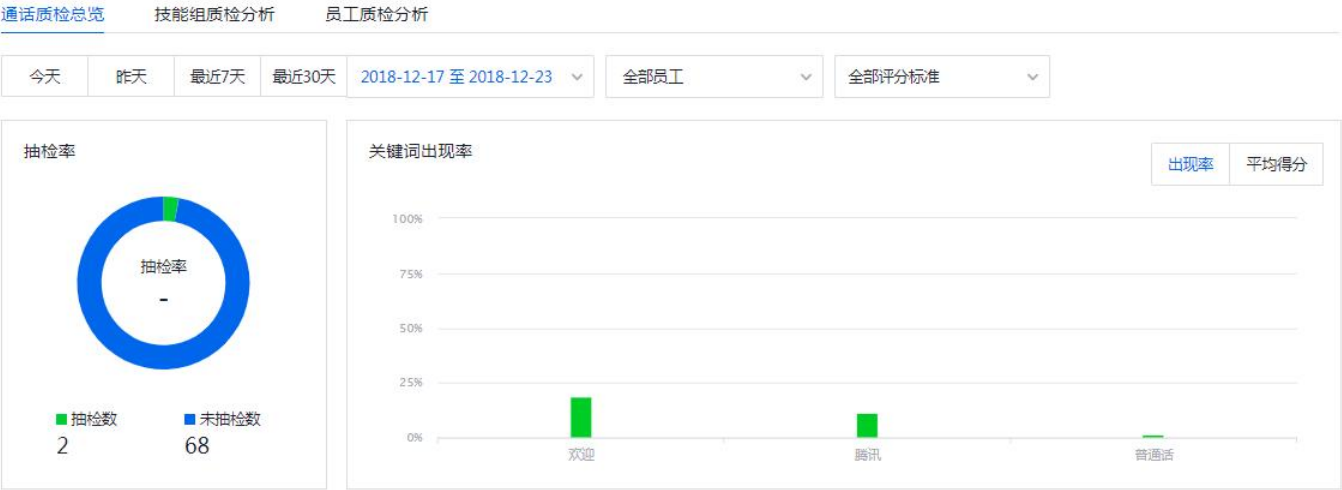 通话质检总览 技能组质检分析 员工质检分析
今天 昨天 最近7天 最近30天 2018-12-17 至 2018-12-23 全部员工 全部评分标准
抽检率
关键词出现率
出现率 平均得分
抽检率
-
抽检数 未抽检数
2 68
100%
75%
50%
25%
0%
欢迎 腾讯 普通话